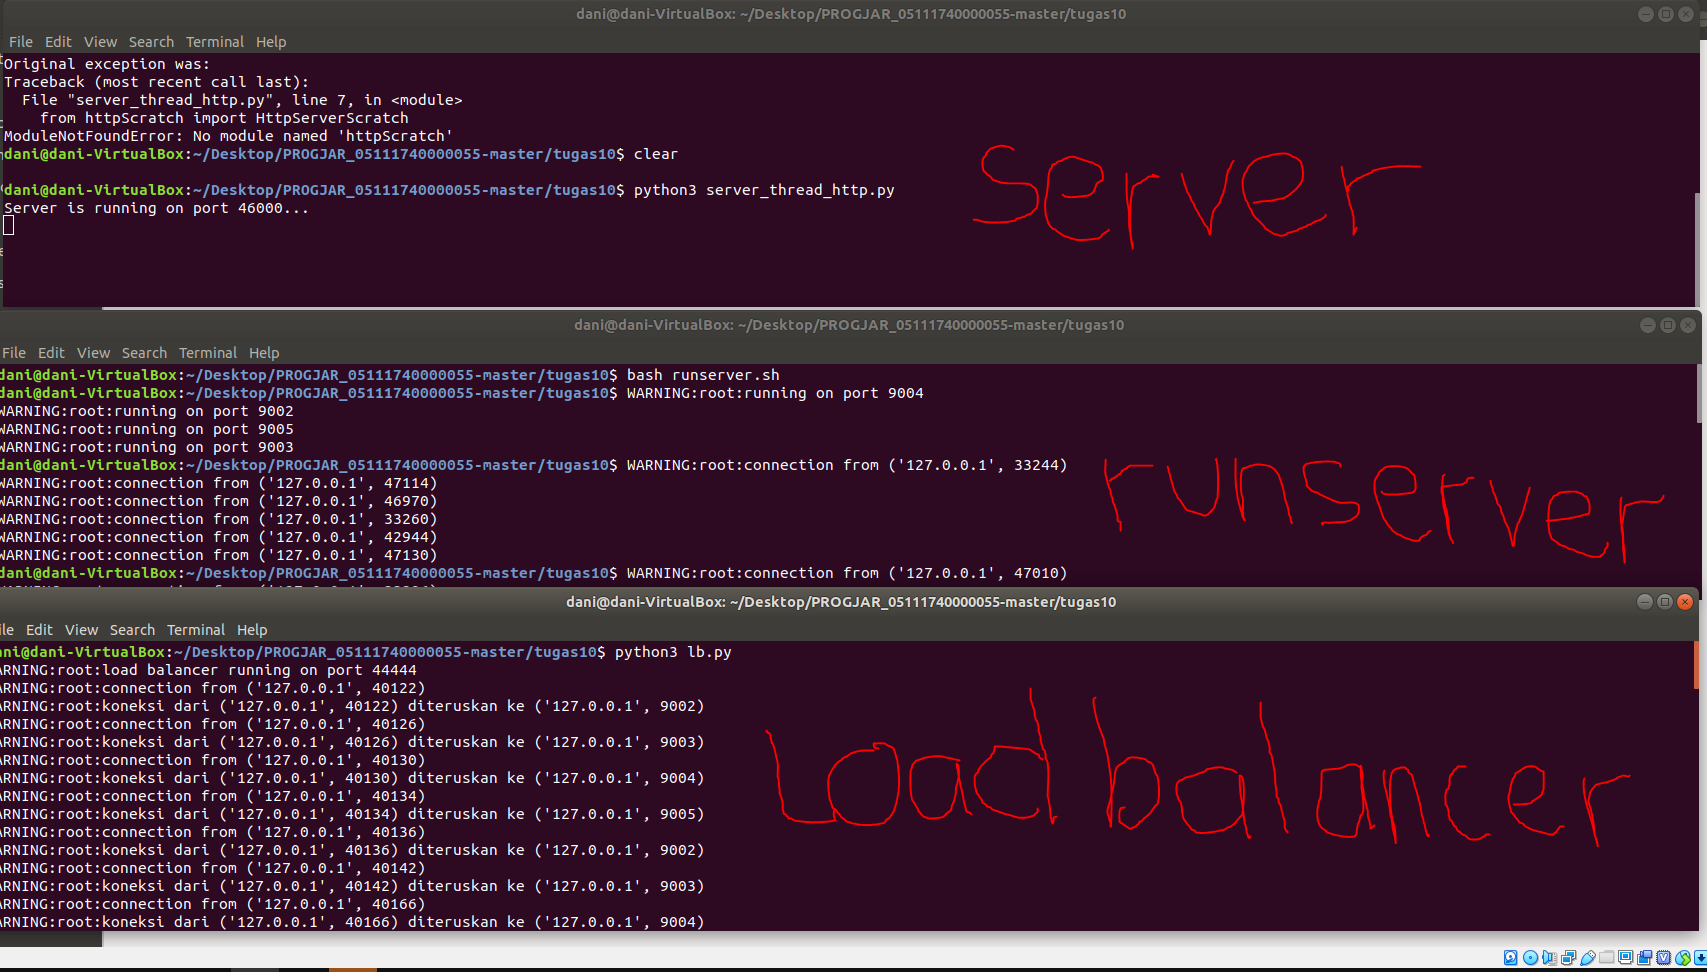 dani@dani-VirtualBox: ~/Desktop/PROGJAR_05111740000055-master/tugas10
File Edit View Search Terminal Help
Original exception was:
Traceback (most recent call last):
File "server_thread_http.py", line 7, in <module>
from httpScratch import HttpServerScratch
ModuleNotFoundError: No module named 'httpScratch'
dani@dani-VirtualBox:~/Desktop/PROGJAR_05111740000055-master/tugas10$ clear
dani@dani-VirtualBox:~/Desktop/PROGJAR_05111740000055-master/tugas10$ python3 server_thread_http.py
Server is running on port 46000...
server
dani@dani-VirtualBox: ~/Desktop/PROGJAR_05111740000055-master/tugas10
File Edit View Search Terminal Help
dani@dani-VirtualBox:~/Desktop/PROGJAR_05111740000055-master/tugas10$ bash runserver.sh
dani@dani-VirtualBox:~/Desktop/PROGJAR_05111740000055-master/tugas10$ WARNING:root:running on port 9004
WARNING:root:running on port 9002
WARNING:root:running on port 9005
WARNING:root:running on port 9003
dani@dani-VirtualBox:~/Desktop/PROGJAR_05111740000055-master/tugas10$ WARNING:root:connection from ('127.0.0.1', 33244)
WARNING:root:connection from ('127.0.0.1', 47114)
WARNING:root:connection from ('127.0.0.1', 46970)
WARNING:root:connection from ('127.0.0.1', 33260)
WARNING:root:connection from ('127.0.0.1', 42944)
WARNING:root:connection from ('127.0.0.1', 47130)
dani@dani-VirtualBox:~/Desktop/PROGJAR_05111740000055-master/tugas10$ WARNING:root:connection from ('127.0.0.1', 47010)
runserver
dani@dani-VirtualBox: ~/Desktop/PROGJAR_05111740000055-master/tugas10
ile Edit View Search Terminal Help
ani@dani-VirtualBox:~/Desktop/PROGJAR_05111740000055-master/tugas10$ python3 lb.py
ARNING:root:load balancer running on port 44444
ARNING:root:connection from ('127.0.0.1', 40122)
ARNING:root:koneksi dari ('127.0.0.1', 40122) diteruskan ke ('127.0.0.1', 9002)
ARNING:root:connection from ('127.0.0.1', 40126)
ARNING:root:koneksi dari ('127.0.0.1', 40126) diteruskan ke ('127.0.0.1', 9003)
ARNING:root:connection from ('127.0.0.1', 40130)
ARNING:root:koneksi dari ('127.0.0.1', 40130) diteruskan ke ('127.0.0.1', 9004)
ARNING:root:connection from ('127.0.0.1', 40134)
ARNING:root:koneksi dari ('127.0.0.1', 40134) diteruskan ke ('127.0.0.1', 9005)
ARNING:root:connection from ('127.0.0.1', 40136)
ARNING:root:koneksi dari ('127.0.0.1', 40136) diteruskan ke ('127.0.0.1', 9002)
ARNING:root:connection from ('127.0.0.1', 40142)
ARNING:root:koneksi dari ('127.0.0.1', 40142) diteruskan ke ('127.0.0.1', 9003)
ARNING:root:connection from ('127.0.0.1', 40166)
ARNING:root:koneksi dari ('127.0.0.1', 40166) diteruskan ke ('127.0.0.1', 9004)
Load balancer